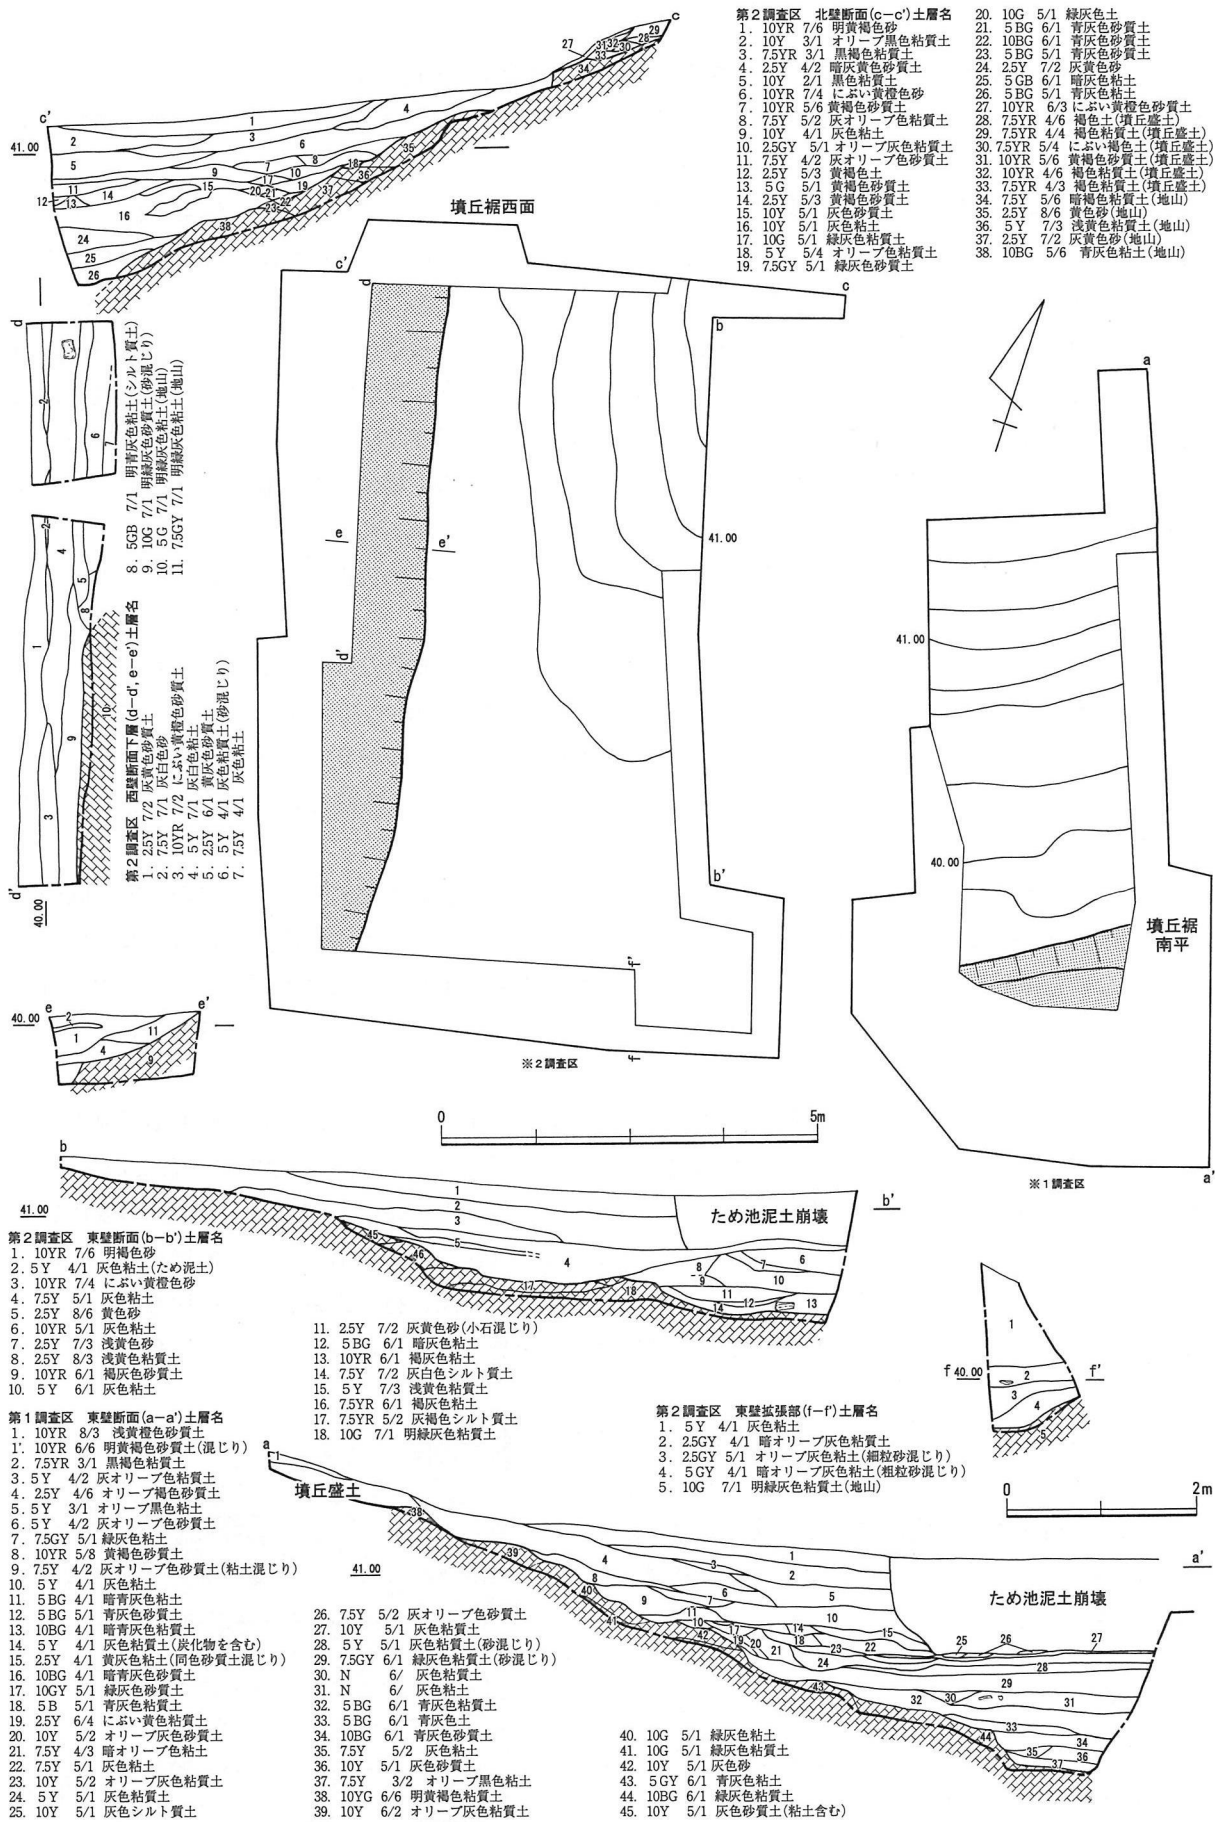 第2調査区　北壁断面(c-c')土層名
1. 10YR 7/6 明黄褐色砂
2. 10Y 3/1 オリーブ黒色粘質土
3. 7.5YR 3/1 黒褐色粘質土
4. 2.5Y 4/2 暗灰黄色砂質土
5. 10Y 2/1 黒色粘質土
6. 10YR 7/4 にぶい黄橙色砂
7. 10YR 5/6 黄褐色砂質土
8. 7.5Y 5/2 灰オリーブ色粘質土
9. 10Y 4/1 灰色粘土
10. 2.5GY 5/1 オリーブ灰色粘質土
11. 7.5Y 4/2 灰オリーブ色砂質土
12. 2.5Y 5/3 黄褐色土
13. 5G 5/1 黄褐色砂質土
14. 2.5Y 5/3 黄褐色砂質土
15. 10Y 5/1 灰色砂質土
16. 10Y 5/1 灰色粘土
17. 10G 5/1 緑灰色粘質土
18. 5Y 5/4 オリーブ色粘質土
19. 7.5GY 5/1 緑灰色砂質土
20. 10G 5/1 緑灰色土
21. 5BG 6/1 青灰色砂質土
22. 10BG 6/1 青灰色砂質土
23. 5BG 5/1 青灰色砂質土
24. 2.5Y 7/2 灰黄色砂
25. 5GB 6/1 暗灰色粘土
26. 5BG 5/1 青灰色粘土
27. 10YR 6/3 にぶい黄橙色砂質土
28. 7.5YR 4/6 褐色土(墳丘盛土)
29. 7.5YR 4/4 褐色粘質土(墳丘盛土)
30. 7.5YR 5/4 にぶい褐色土(墳丘盛土)
31. 10YR 5/6 黄褐色砂質土(墳丘盛土)
32. 10YR 4/6 褐色粘質土(墳丘盛土)
33. 7.5YR 4/3 褐色粘質土(墳丘盛土)
34. 7.5Y 5/6 暗褐色粘質土(地山)
35. 2.5Y 8/6 黄色砂(地山)
36. 5Y 7/3 浅黄色粘質土(地山)
37. 2.5Y 7/2 灰黄色砂(地山)
38. 10BG 5/6 青灰色粘土(地山)
c'
c
41.00
墳丘裾西面
c'
d
c
b
a
第2調査区　西壁断面下層(d-d', e-e')土層名
1. 2.5Y 7/2 灰黄色砂質土
2. 7.5Y 7/1 灰白色砂
3. 10YR 7/2 にぶい黄橙色砂質土
4. 5Y 7/1 灰白色粘土
5. 2.5Y 6/1 黄灰色砂質土
6. 5Y 4/1 灰色粘質土(砂混じり)
7. 7.5Y 4/1 灰色粘土
8. 5GB 7/1 明青灰色粘土(シルト質土)
9. 10G 7/1 明緑灰色砂質土(砂混じり)
10. 5G 7/1 明緑灰色粘土(地山)
11. 7.5GY 7/1 明緑灰色粘土(地山)
d
d'
40.00
e
e'
d'
41.00
b'
f'
f
※2調査区
41.00
40.00
墳丘裾
南平
a'
※1調査区
40.00
e
e'
0
5m
b
41.00
b'
ため池泥土崩壊
第2調査区　東壁断面(b-b')土層名
1. 10YR 7/6 明褐色砂
2. 5Y 4/1 灰色粘土(ため泥土)
3. 10YR 7/4 にぶい黄橙色砂
4. 7.5Y 5/1 灰色粘土
5. 2.5Y 8/6 黄色砂
6. 10YR 5/1 灰色粘土
7. 2.5Y 7/3 浅黄色砂
8. 2.5Y 8/3 浅黄色粘質土
9. 10YR 6/1 褐灰色砂質土
10. 5Y 6/1 灰色粘土
11. 2.5Y 7/2 灰黄色砂(小石混じり)
12. 5BG 6/1 暗灰色粘土
13. 10YR 6/1 褐灰色粘土
14. 7.5Y 7/2 灰白色シルト質土
15. 5Y 7/3 浅黄色粘質土
16. 7.5YR 6/1 褐灰色粘土
17. 7.5YR 5/2 灰褐色シルト質土
18. 10G 7/1 明緑灰色粘質土
f 40.00
f'
第2調査区　東壁拡張部(f-f')土層名
1. 5Y 4/1 灰色粘土
2. 2.5GY 4/1 暗オリーブ灰色粘質土
3. 2.5GY 5/1 オリーブ灰色粘土(細粒砂混じり)
4. 5GY 4/1 暗オリーブ灰色粘土(粗粒砂混じり)
5. 10G 7/1 明緑灰色粘質土(地山)
0
2m
第1調査区　東壁断面(a-a')土層名
1. 10YR 8/3 浅黄橙色粘質土
1'. 10YR 6/6 明黄褐色砂質土(混じり)
2. 7.5YR 3/1 黒褐色粘質土
3. 5Y 4/2 灰オリーブ色粘質土
4. 2.5Y 4/6 オリーブ褐色砂質土
5. 5Y 3/1 オリーブ黒色粘土
6. 5Y 4/2 灰オリーブ色砂質土
7. 7.5GY 5/1 緑灰色粘土
8. 10YR 5/8 黄褐色砂質土
9. 7.5Y 4/2 灰オリーブ色砂質土(粘土混じり)
10. 5Y 4/1 灰色粘土
11. 5BG 4/1 暗青灰色粘土
12. 5BG 5/1 青灰色砂質土
13. 10BG 4/1 暗青灰色粘質土
14. 5Y 4/1 灰色粘質土(炭化物を含む)
15. 2.5Y 4/1 黄灰色粘土(同色砂質土混じり)
16. 10BG 4/1 暗青灰色砂質土
17. 10GY 5/1 緑灰色砂質土
18. 5B 5/1 青灰色粘質土
19. 2.5Y 6/4 にぶい黄色粘質土
20. 10Y 5/2 オリーブ灰色砂質土
21. 7.5Y 4/3 暗オリーブ色粘土
22. 7.5Y 5/1 灰色粘土
23. 10Y 5/2 オリーブ灰色粘質土
24. 5Y 5/1 灰色粘質土
25. 10Y 5/1 灰色シルト質土
26. 7.5Y 5/2 灰オリーブ色砂質土
27. 10Y 5/1 灰色粘質土
28. 5Y 5/1 灰色粘質土(砂混じり)
29. 7.5GY 6/1 緑灰色粘質土(砂混じり)
30. N 6/ 灰色粘質土
31. N 6/ 灰色粘土
32. 5BG 6/1 青灰色粘質土
33. 5BG 6/1 青灰色土
34. 10BG 6/1 青灰色砂質土
35. 7.5Y 5/2 灰色粘土
36. 10Y 5/1 灰色砂質土
37. 7.5Y 3/2 オリーブ黒色粘土
38. 10YG 6/6 明黄褐色粘質土
39. 10Y 6/2 オリーブ灰色粘質土
40. 10G 5/1 緑灰色粘土
41. 10G 5/1 緑灰色粘質土
42. 10Y 5/1 灰色砂
43. 5GY 6/1 青灰色粘土
44. 10BG 6/1 緑灰色粘質土
45. 10Y 5/1 灰色砂質土(粘土含む)
a
墳丘盛土
41.00
ため池泥土崩壊
a'